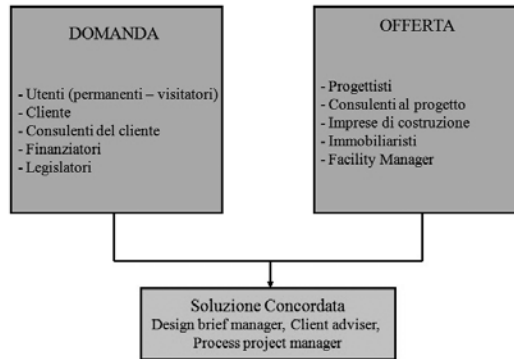 DOMANDA
- Utenti (permanenti – visitatori)
- Cliente
- Consulenti del cliente
- Finanziatori
- Legislatori
OFFERTA
- Progettisti
- Consulenti al progetto
- Imprese di costruzione
- Immobiliaristi
- Facility Manager
Soluzione Concordata
Design brief manager, Client adviser,
Process project manager